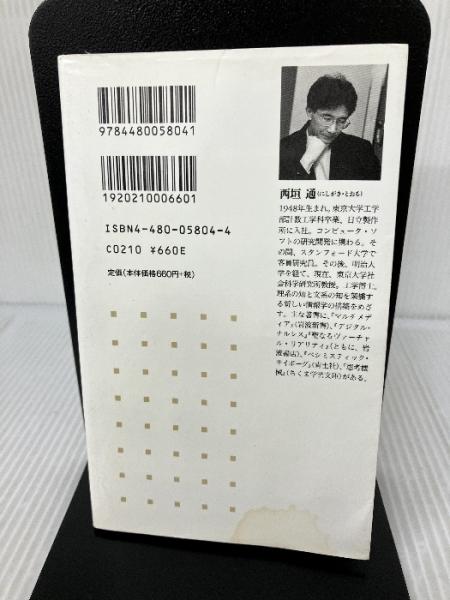 9784480058041
1920210006601
ISBN4-480-05804-4
C0210 ¥660E
定価(本体価格660円+税)
西垣 通(にしがき・とおる)
1948年生まれ。東京大学工学
部計数工学科卒業。日立製作
所に入社。コンピュータ・ソ
フトの研究開発に携わる。そ
の間、スタンフォード大学で
客員研究員。その後、明治大
学を経て、現在、東京大学社
会科学研究所教授。工学博士。
理系の知と文系の知を架橋す
る新しい情報学の構築をめ
ざす。主な著書に、『マルチメデ
ィア』(岩波新書)、『デジタル・
ナルシス』『聖なるヴァーチャ
ル・リアリティ』(ともに、岩
波書店)、『ペシミスティック・
サイボーグ』(青土社)、『思考機
械』(ちくま学芸文庫)がある。